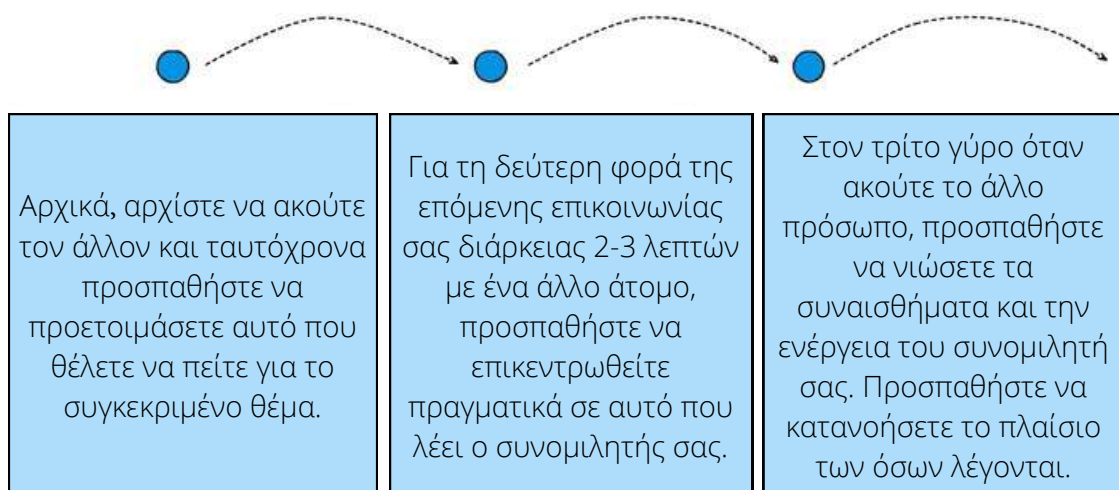 Αρχικά, αρχίστε να ακούτε
τον άλλον και ταυτόχρονα
προσπαθήστε να
προετοιμάσετε αυτό που
θέλετε να πείτε για το
συγκεκριμένο θέμα.
Για τη δεύτερη φορά της
επόμενης επικοινωνίας
σας διάρκειας 2-3 λεπτών
με ένα άλλο άτομο,
προσπαθήστε να
επικεντρωθείτε
πραγματικά σε αυτό που
λέει ο συνομιλητής σας.
Στον τρίτο γύρο όταν
ακούτε το άλλο
πρόσωπο, προσπαθήστε
να νιώσετε τα
συναισθήματα και την
ενέργεια του συνομιλητή
σας. Προσπαθήστε να
κατανοήσετε το πλαίσιο
των όσων λέγονται.